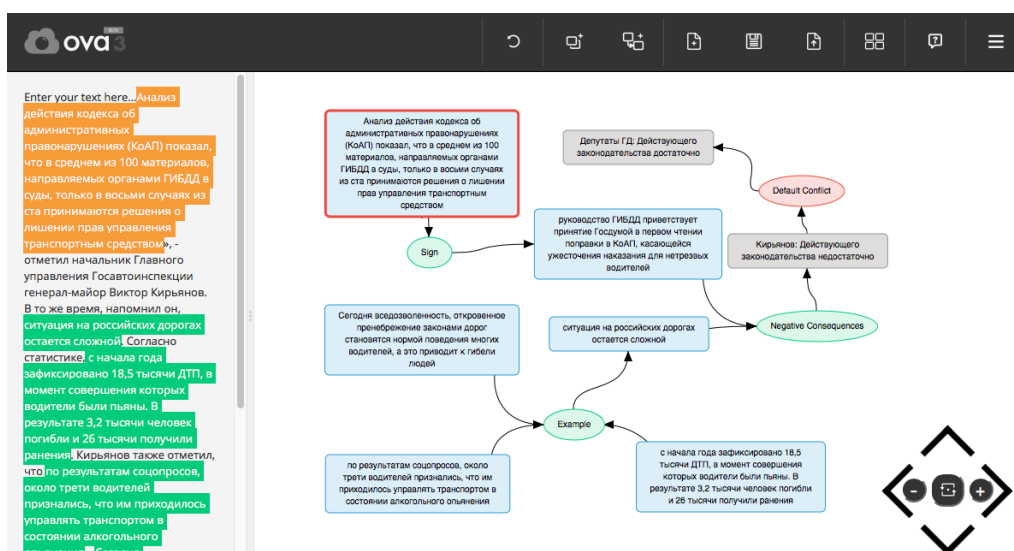 BETA
ova 3
Enter your text here...Анализ
действия кодекса об
административных
правонарушениях (КоАП) показал,
что в среднем из 100 материалов,
направляемых органами ГИБДД в
суды, только в восьми случаях из
ста принимаются решения о
лишении прав управления
транспортным средством», -
отметил начальник Главного
управления Госавтоинспекции
генерал-майор Виктор Кирьянов.
В то же время, напомнил он,
ситуация на российских дорогах
остается сложной. Согласно
статистике, с начала года
зафиксировано 18,5 тысячи ДТП, в
момент совершения которых
водители были пьяны. В
результате 3,2 тысячи человек
погибли и 26 тысячи получили
ранения. Кирьянов также отметил,
что по результатам соцопросов,
около трети водителей
признались, что им приходилось
управлять транспортом в
состоянии алкогольного
Анализ действия кодекса об
административных правонарушениях
(КоАП) показал, что в среднем из 100
материалов, направляемых органами
ГИБДД в суды, только в восьми случаях
из ста принимаются решения о лишении
прав управления транспортным
средством
Депутаты ГД: Действующего
законодательства достаточно
Default Conflict
руководство ГИБДД приветствует
принятие Госдумой в первом чтении
поправки в КоАП, касающейся
ужесточения наказания для нетрезвых
водителей
Sign
Кирьянов: Действующего
законодательства недостаточно
Сегодня вседозволенность, откровенное
пренебрежение законами дорог
становятся нормой поведения многих
водителей, а это приводит к гибели
людей
ситуация на российских дорогах
остается сложной
Negative Consequences
Example
по результатам соцопросов, около
трети водителей признались, что им
приходилось управлять транспортом в
состоянии алкогольного опьянения
с начала года зафиксировано 18,5
тысячи ДТП, в момент совершения
которых водители были пьяны. В
результате 3,2 тысячи человек погибли
и 26 тысячи получили ранения